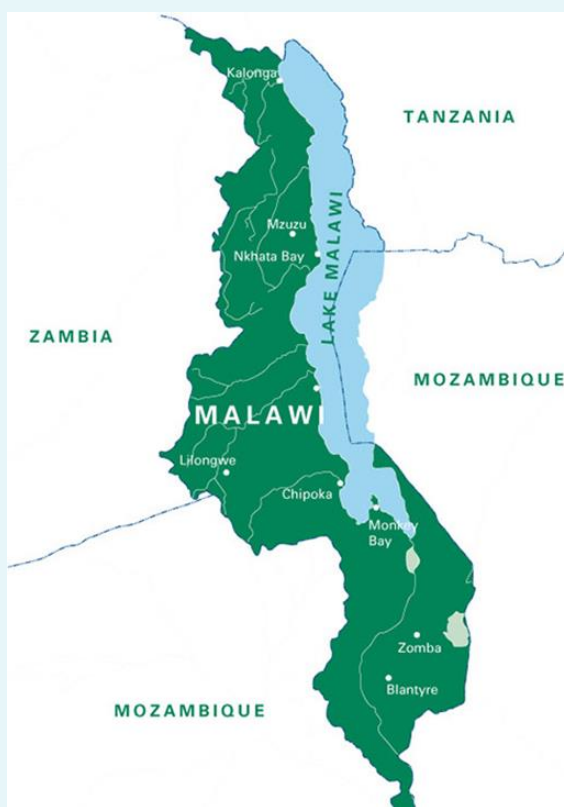 Kalonga
TANZANIA
Mzuzu
Nkhata Bay
LAKE MALAWI
ZAMBIA
MOZAMBIQUE
MALAWI
Lilongwe
Chipoka
Monkey
Bay
Zomba
Blantyre
MOZAMBIQUE